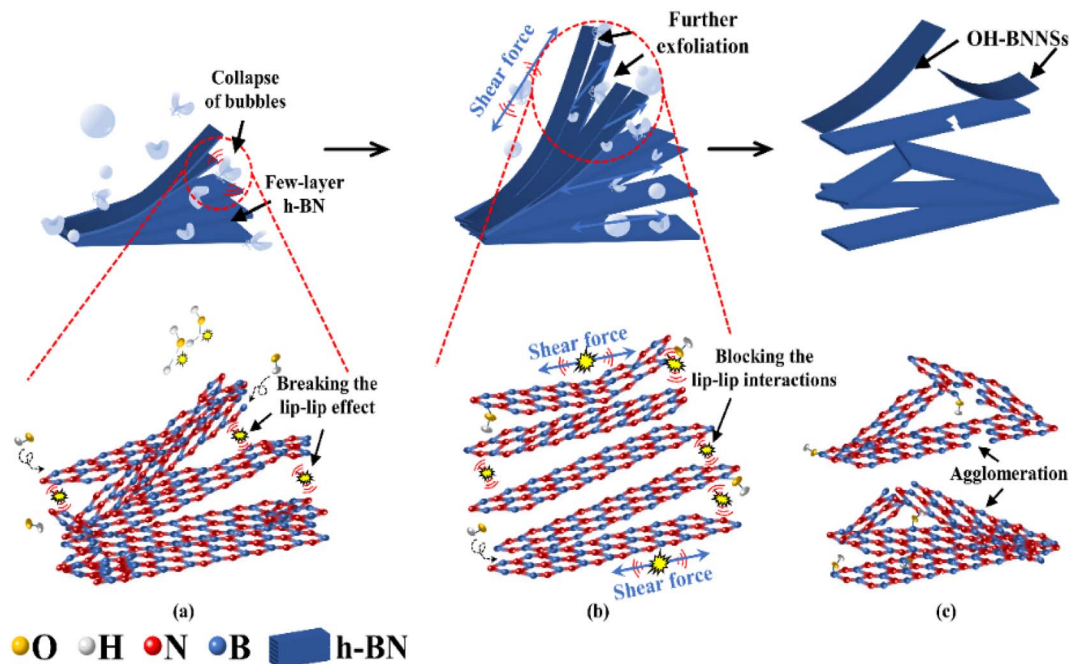 Collapse
of bubbles
Few-layer
h-BN
Shear force
Further
exfoliation
OH-BNNSs
Breaking the
lip-lip effect
Shear force
Blocking the
lip-lip interactions
Shear force
Agglomeration
(a)
(b)
(c)
O H N B h-BN